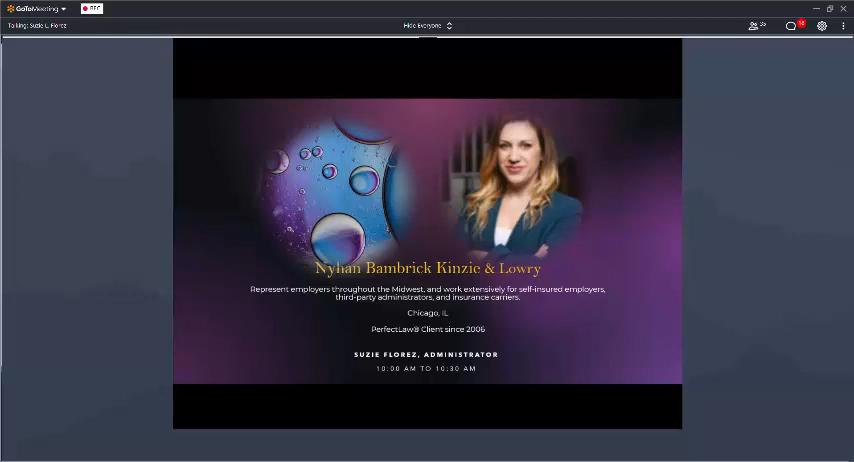 GoToMeeting
REC
Talking: Suzie L. Florez
Hide Everyone
Nyhan Bambrick Kinzie & Lowry
Represent employers throughout the Midwest, and work extensively for self-insured employers,
third-party administrators, and insurance carriers.
Chicago, IL
PerfectLaw® Client since 2006
SUZIE FLOREZ, ADMINISTRATOR
10:00 AM TO 10:30 AM